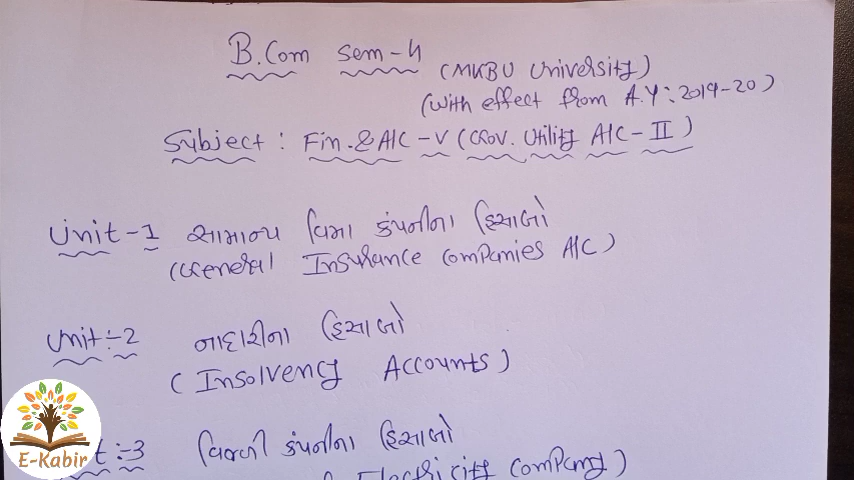 B.Com Sem-4 (MKBU University)
(With effect from A.Y:2019-20)
Subject: Fin.&A/C-V (Gov. Utility A/C-II)
Unit-1 સામાન્ય વિમા કંપનીના હિસાબો
(General Insurance Companies A/C)
Unit:-2 નાદારીના હિસાબો
(Insolvency Accounts)
:-3 વિજળી કંપનીના હિસાબો
Electricity Company)
E-Kabir